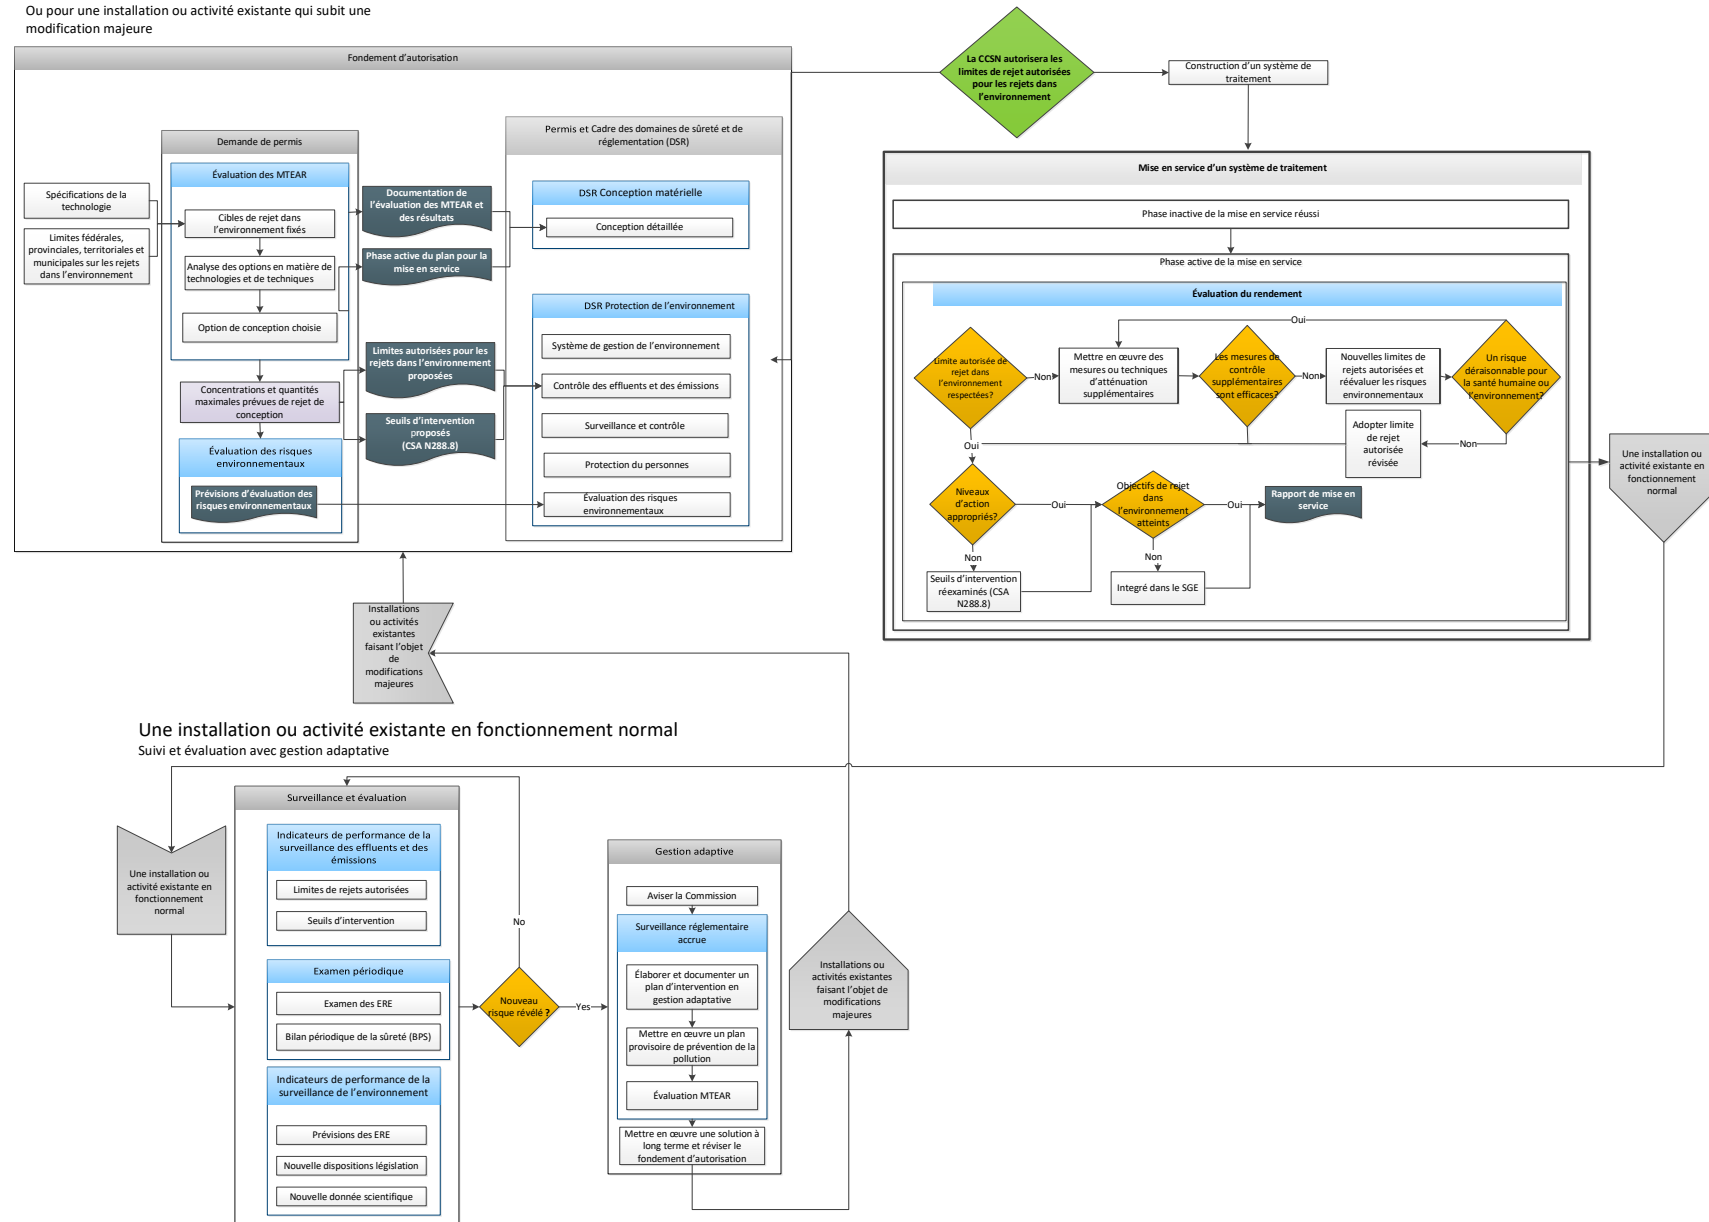 Ou pour une installation ou activité existante qui subit une
modification majeure
Fondement d'autorisation
Demande de permis
Évaluation des MTEAR
Spécifications de la
technologie
Limites fédérales,
provinciales, territoriales et
municipales sur les rejets
dans l'environnement
Cibles de rejet dans
l'environnement fixés
Analyse des options en matière de
technologies et de techniques
Option de conception choisie
Concentrations et quantités
maximales prévues de rejet de
conception
Évaluation des risques
environnementaux
Prévisions d'évaluation des
risques environnementaux
Documentation de
l'évaluation des MTEAR et
des résultats
Phase active du plan pour la
mise en service
Limites autorisées pour les
rejets dans l'environnement
proposées
Seuils d'intervention
proposés
(CSA N288.8)
Permis et Cadre des domaines de sûreté et de
réglementation (DSR)
DSR Conception matérielle
Conception détaillée
DSR Protection de l'environnement
Système de gestion de l'environnement
Contrôle des effluents et des émissions
Surveillance et contrôle
Protection du personnes
Évaluation des risques
environnementaux
La CCSN autorisera les
limites de rejet autorisées
pour les rejets dans
l'environnement
Construction d'un système de
traitement
Mise en service d'un système de traitement
Phase inactive de la mise en service réussi
Phase active de la mise en service
Évaluation du rendement
Oui
Limite autorisée de
rejet dans
l'environnement
respectées?
Non
Mettre en œuvre des
mesures ou techniques
d'atténuation
supplémentaires
Les mesures de
contrôle
supplémentaires
sont efficaces?
Non
Nouvelles limites de
rejets autorisées et
réévaluer les risques
environnementaux
Un risque
déraisonnable pour
la santé humaine ou
l'environnement?
Non
Adopter limite
de rejet
autorisée
révisée
Oui
Niveaux
d'action
appropriés?
Oui
Objectifs de rejet
dans
l'environnement
atteints
Oui
Rapport de mise en
service
Non
Non
Seuils d'intervention
réexaminés (CSA
N288.8)
Integré dans le SGE
Une installation ou
activité existante en
fonctionnement
normal
Installations
ou activités
existantes
faisant l'objet
de
modifications
majeures
Une installation ou activité existante en fonctionnement normal
Suivi et évaluation avec gestion adaptative
Une installation ou
activité existante en
fonctionnement
normal
Surveillance et évaluation
Indicateurs de performance de la
surveillance des effluents et des
émissions
Limites de rejets autorisées
Seuils d'intervention
Examen périodique
Examen des ERE
Bilan périodique de la sûreté (BPS)
Indicateurs de performance de la
surveillance de l'environnement
Prévisions des ERE
Nouvelle dispositions législation
Nouvelle donnée scientifique
No
Nouveau
risque révélé ?
Yes
Gestion adaptive
Aviser la Commission
Surveillance réglementaire
accrue
Élaborer et documenter un
plan d'intervention en
gestion adaptative
Mettre en œuvre un plan
provisoire de prévention de la
pollution
Évaluation MTEAR
Mettre en œuvre une solution à
long terme et réviser le
fondement d'autorisation
Installations ou
activités existantes
faisant l'objet de
modifications
majeures